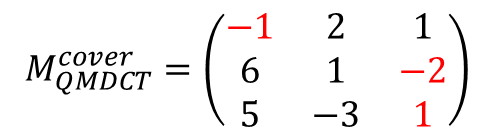 −1 2 1
M^{cover}_{QMDCT} = ( 6 1 −2 )
5 −3 1